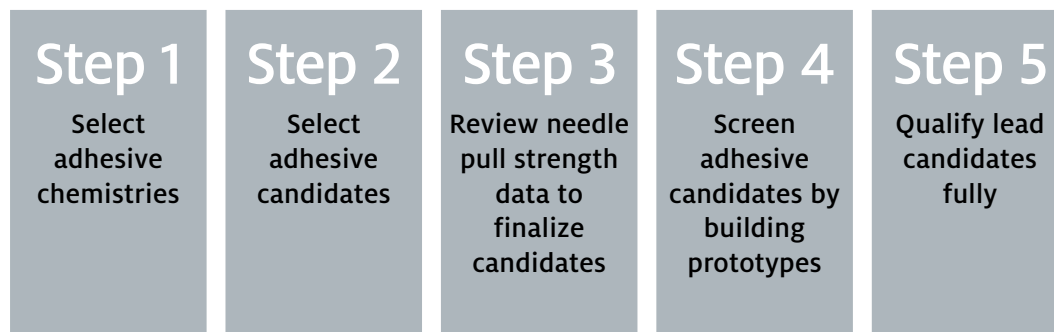 Step 1
Select
adhesive
chemistries
Step 2
Select
adhesive
candidates
Step 3
Review needle
pull strength
data to
finalize
candidates
Step 4
Screen
adhesive
candidates by
building
prototypes
Step 5
Qualify lead
candidates
fully